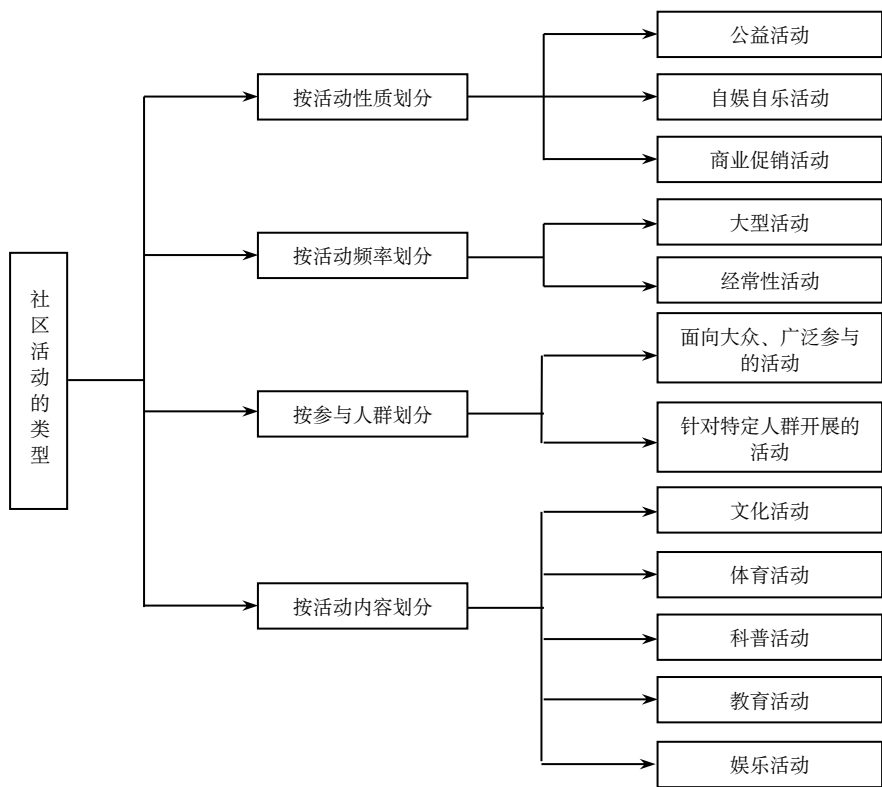 社区活动的类型
按活动性质划分
公益活动
自娱自乐活动
商业促销活动
按活动频率划分
大型活动
经常性活动
按参与人群划分
面向大众、广泛参与
的活动
针对特定人群开展的
活动
按活动内容划分
文化活动
体育活动
科普活动
教育活动
娱乐活动